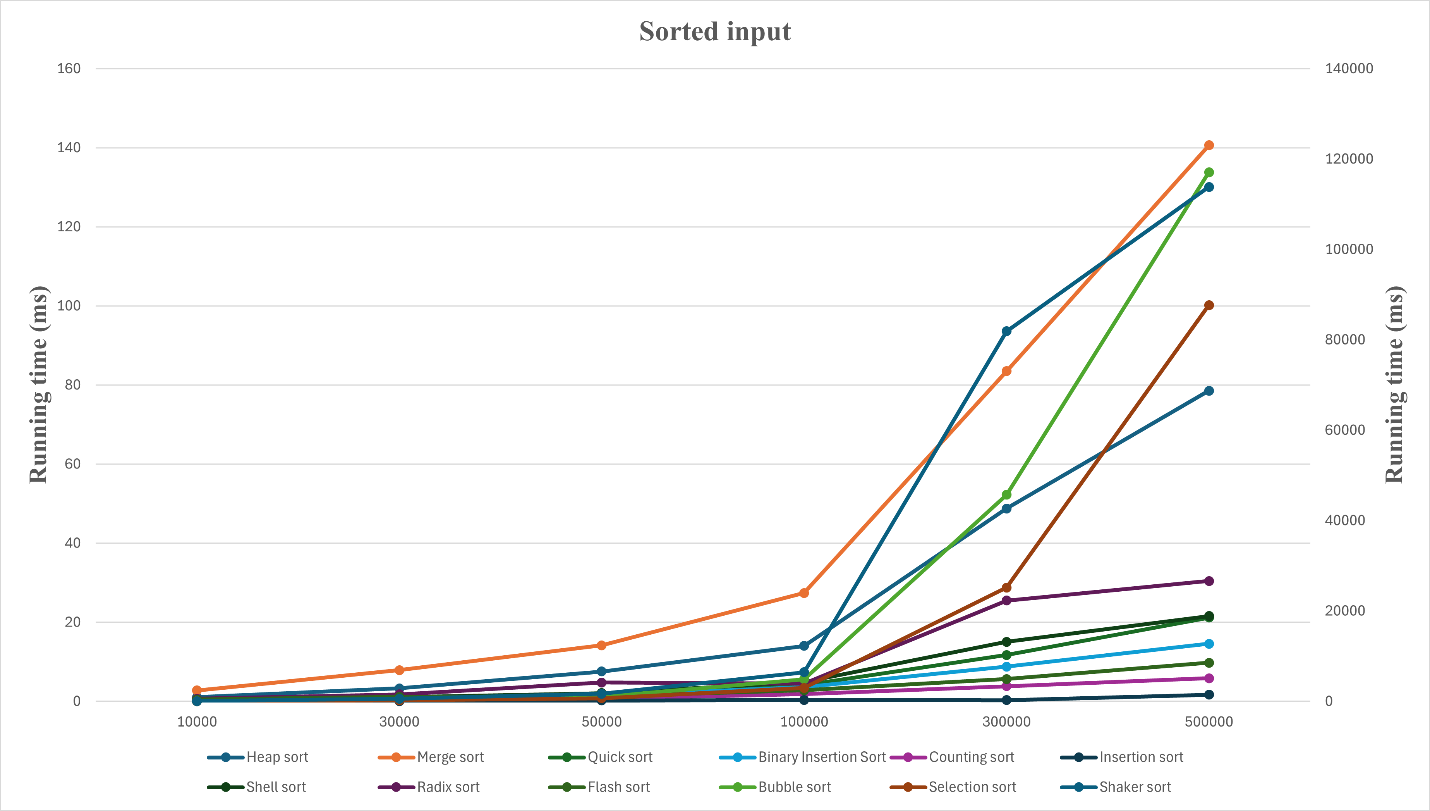 Sorted input
160
140
120
100
80
60
40
20
0
140000
120000
100000
80000
60000
40000
20000
0
Running time (ms)
Running time (ms)
10000 30000 50000 100000 300000 500000
Heap sort Merge sort Quick sort Binary Insertion Sort Counting sort Insertion sort
Shell sort Radix sort Flash sort Bubble sort Selection sort Shaker sort